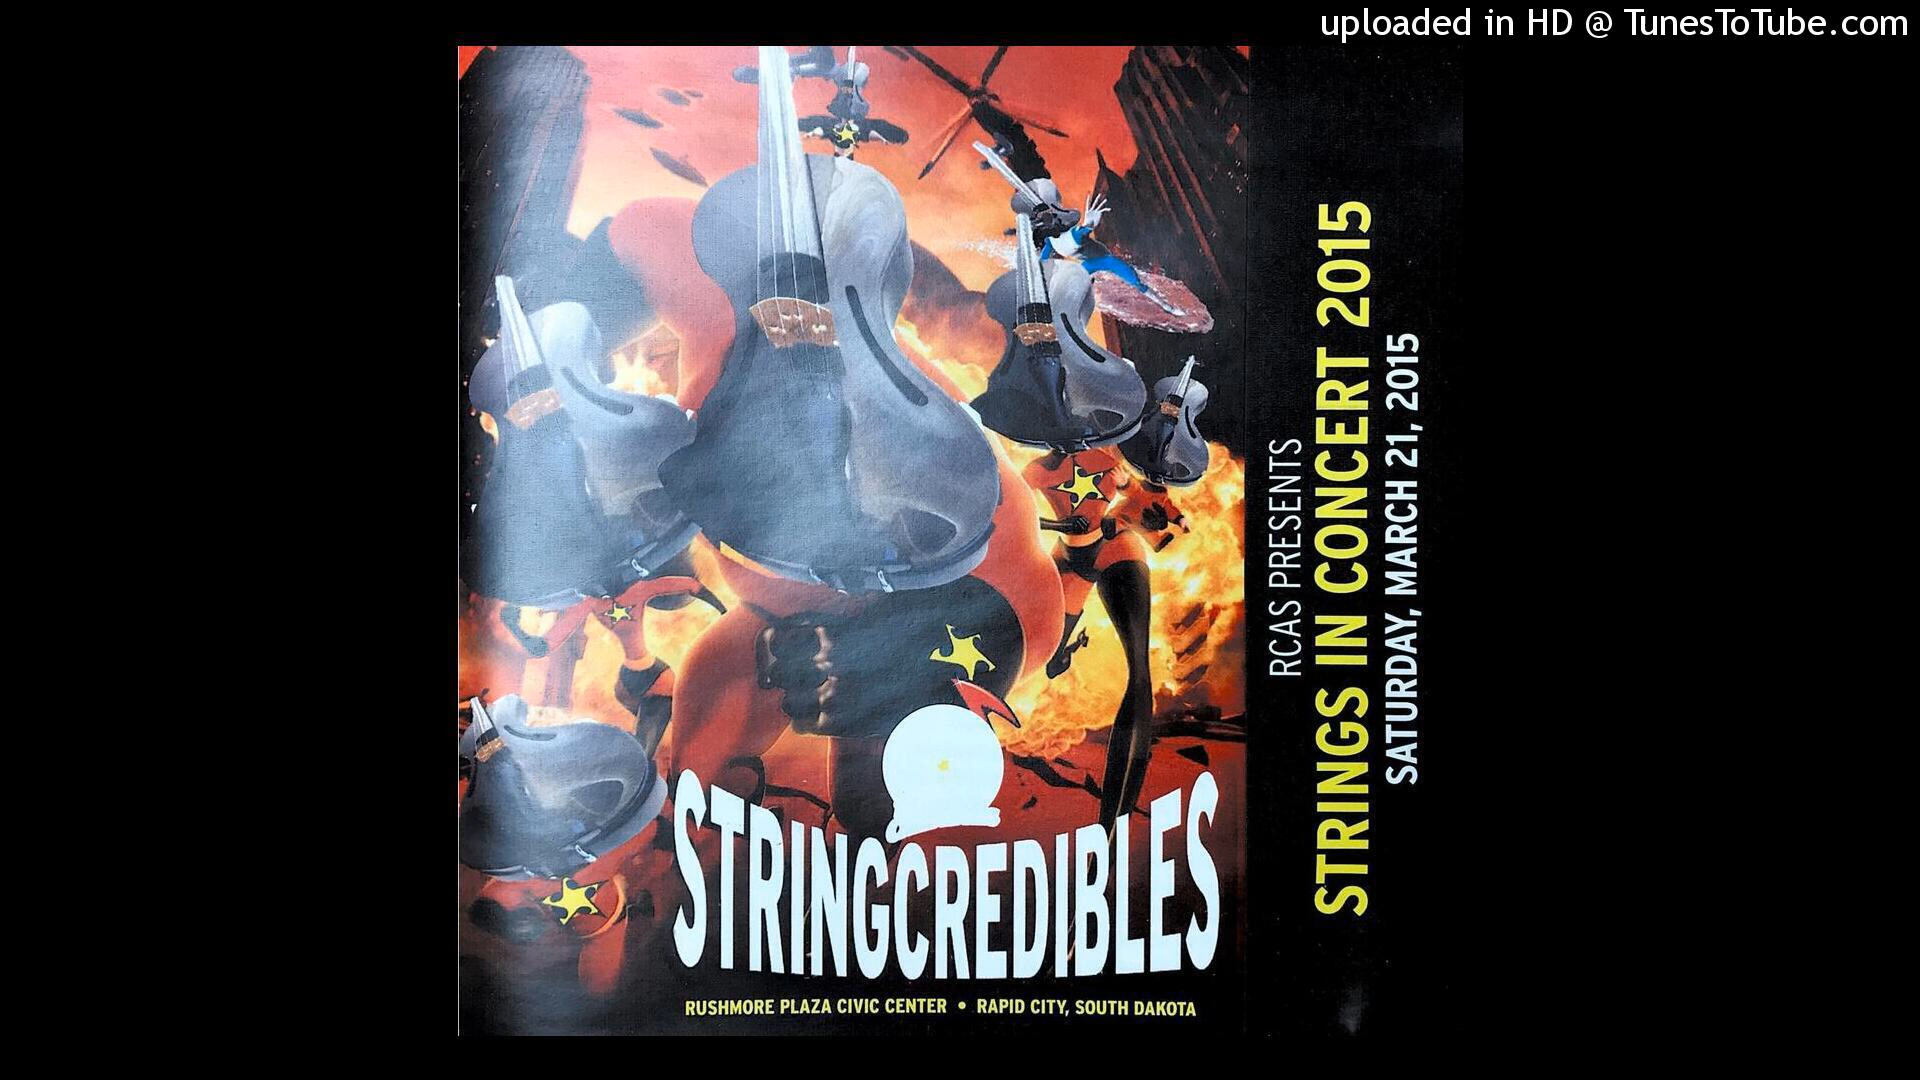 uploaded in HD @ TunesToTube.com
STRINGCREDIBLES
RUSHMORE PLAZA CIVIC CENTER • RAPID CITY, SOUTH DAKOTA
RCAS PRESENTS
STRINGS IN CONCERT 2015
SATURDAY, MARCH 21, 2015